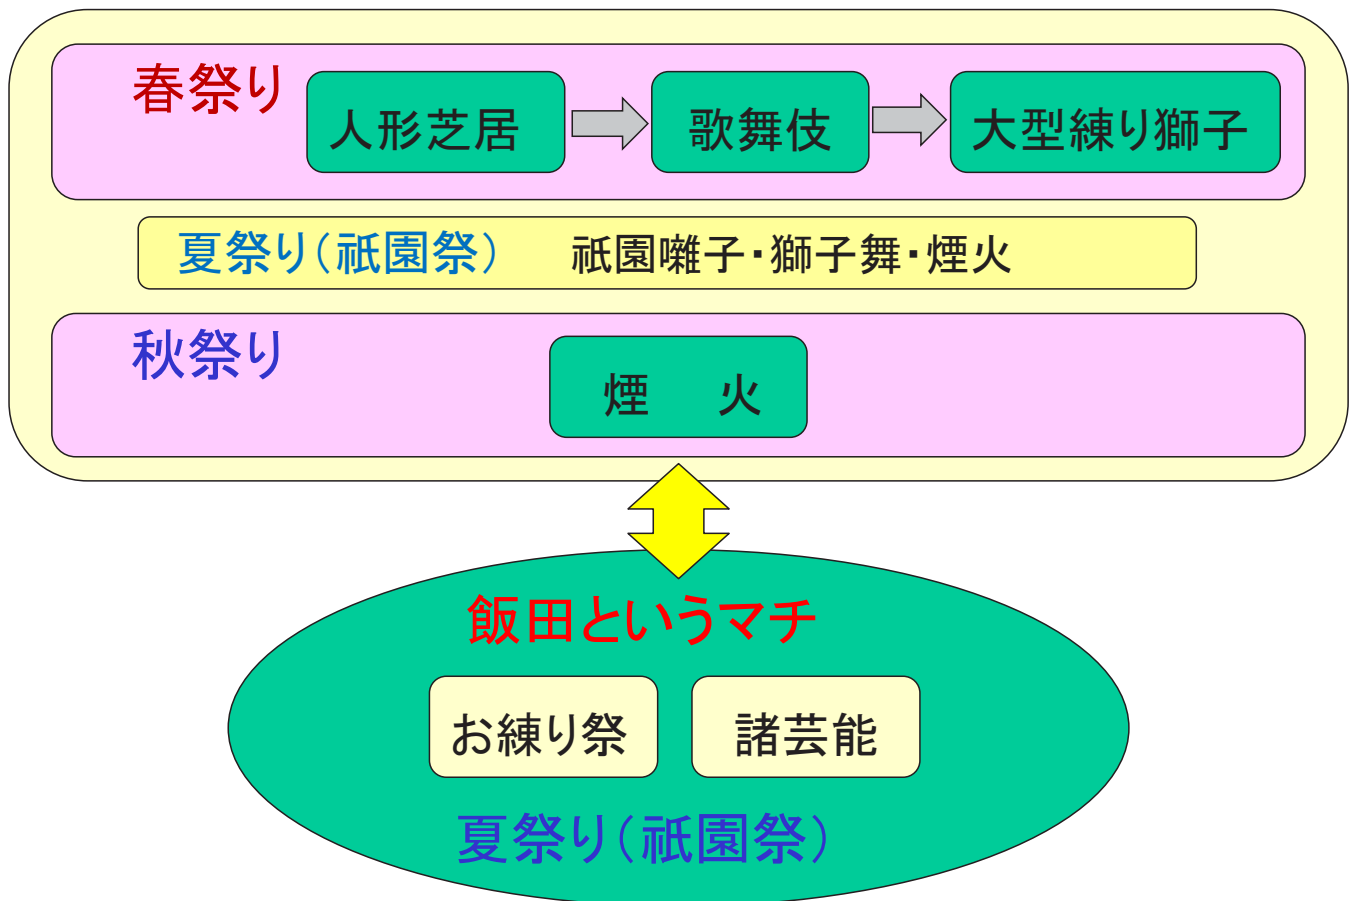 春祭り
人形芝居
歌舞伎
大型練り獅子
夏祭り(祇園祭) 祇園囃子・獅子舞・煙火
秋祭り
煙 火
飯田というマチ
お練り祭
諸芸能
夏祭り(祇園祭)